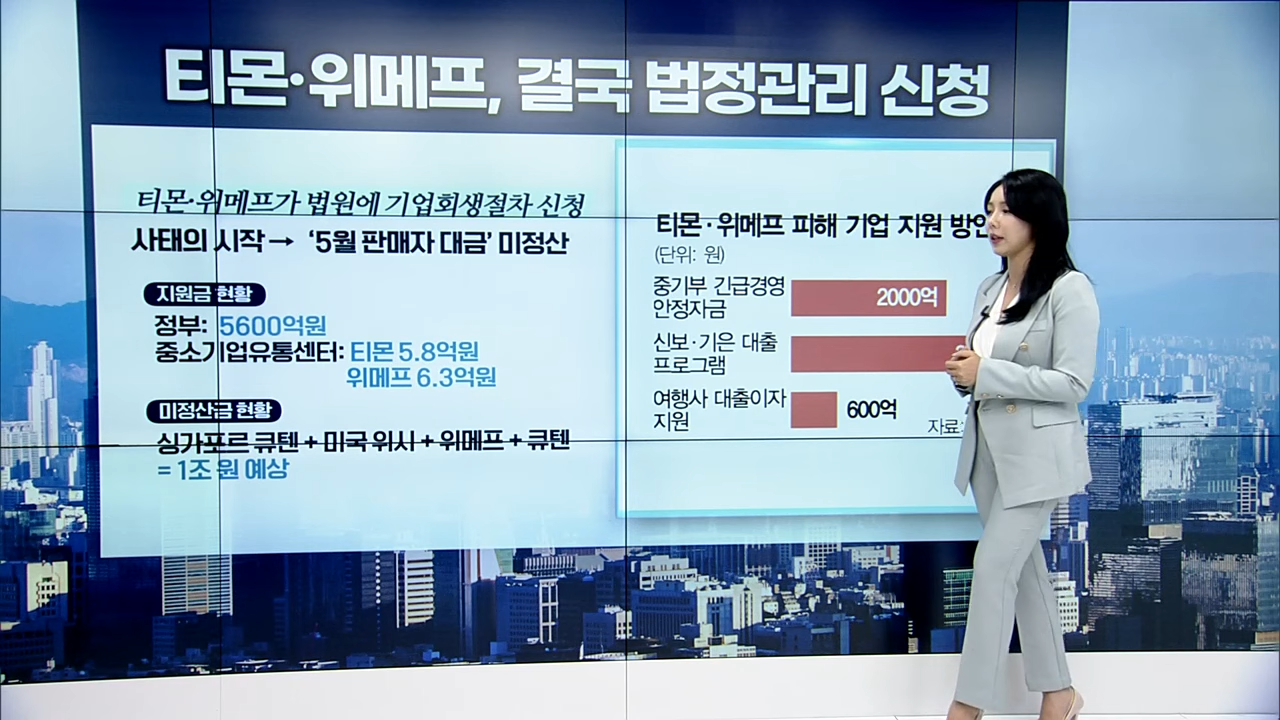 티몬·위메프, 결국 법정관리 신청
티몬·위메프가 법원에 기업회생절차 신청
사태의 시작→ ‘5월 판매자 대금’ 미정산
지원금 현황
정부: 5600억원
중소기업유통센터: 티몬 5.8억원
위메프 6.3억원
미정산금 현황
싱가포르 큐텐 + 미국 위시 + 위메프 + 큐텐
= 1조 원 예상
티몬·위메프 피해 기업 지원 방안
(단위: 원)
중기부 긴급경영
안정자금
2000억
신보·기은 대출
프로그램
여행사 대출이자
지원
600억
자료: